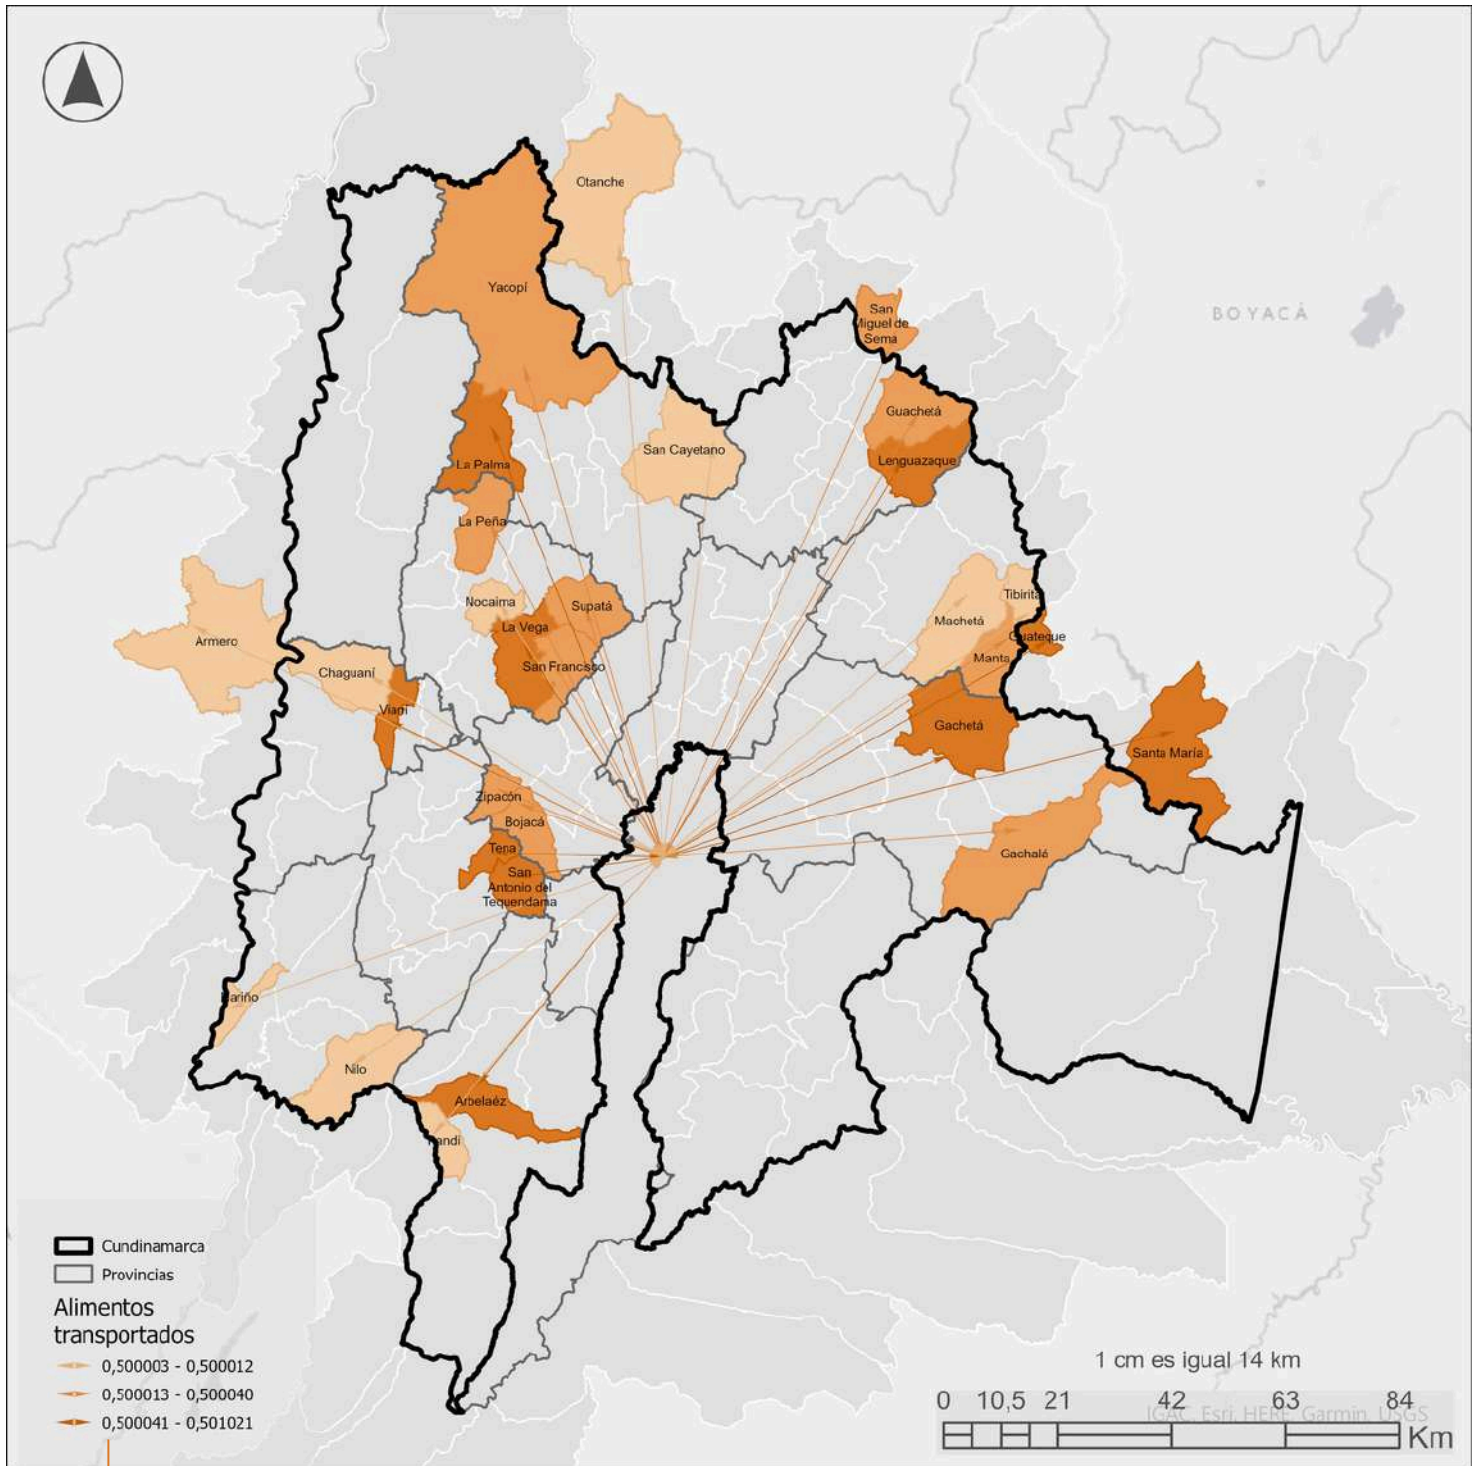 Otanche
Yacopí
BOYACÁ
San
Miguel de
Sema
Guachetá
San Cayetano
Lenguazaque
La Palma
La Peña
Nocaima
Supatá
Tibirita
La Vega
Machetá
Guateque
Armero
San Francisco
Manta
Chaguaní
Vianí
Gachetá
Santa María
Zipacón
Bojacá
Tena
Gachalá
San
Antonio del
Tequendama
Nariño
Nilo
Arbelaéz
Pandi
Cundinamarca
Provincias
Alimentos
transportados
0,500003 - 0,500012
0,500013 - 0,500040
0,500041 - 0,501021
1 cm es igual 14 km
0 10,5 21 42 63 84
IGAC, Esri, HERE, Garmin, USGS
Km